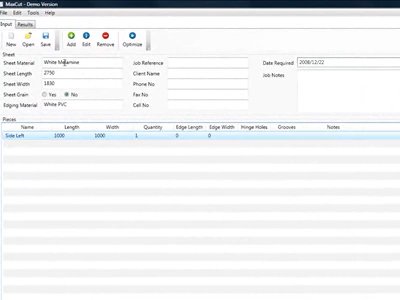 MaxCut - Demo Version
File Edit Tools Help
Input Results
New Open Save Add Edit Remove Optimize
Sheet
Sheet Material White Melamine Job Reference Date Required 2008/12/22
Sheet Length 2750 Client Name Job Notes
Sheet Width 1830 Phone No
Sheet Grain Yes No Fax No
Edging Material White PVC Cell No
Pieces
Name Length Width Quantity Edge Length Edge Width Hinge Holes Grooves Notes
Side Left 1000 1000 1 0 0